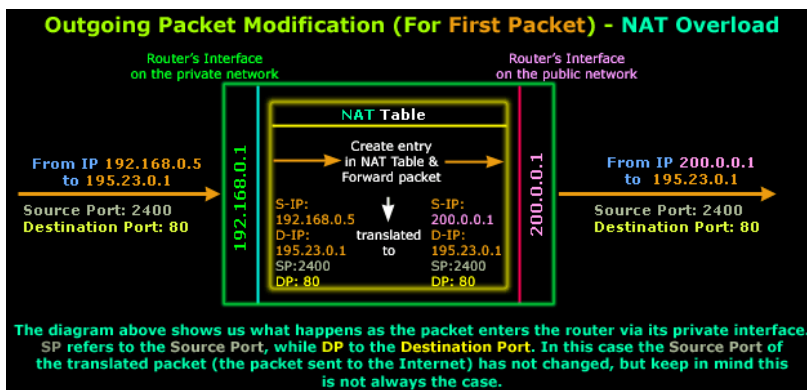 Outgoing Packet Modification (For First Packet) - NAT Overload
Router's Interface
on the private network
Router's Interface
on the public network
NAT Table
Create entry
in NAT Table &
Forward packet
From IP 192.168.0.5
to 195.23.0.1
Source Port: 2400
Destination Port: 80
192.168.0.1
S-IP:
192.168.0.5
D-IP:
195.23.0.1
SP:2400
DP: 80
translated
to
S-IP:
200.0.0.1
D-IP:
195.23.0.1
SP:2400
DP: 80
200.0.0.1
From IP 200.0.0.1
to 195.23.0.1
Source Port: 2400
Destination Port: 80
The diagram above shows us what happens as the packet enters the router via its private interface.
SP refers to the Source Port, while DP to the Destination Port. In this case the Source Port of
the translated packet (the packet sent to the Internet) has not changed, but keep in mind this
is not always the case.